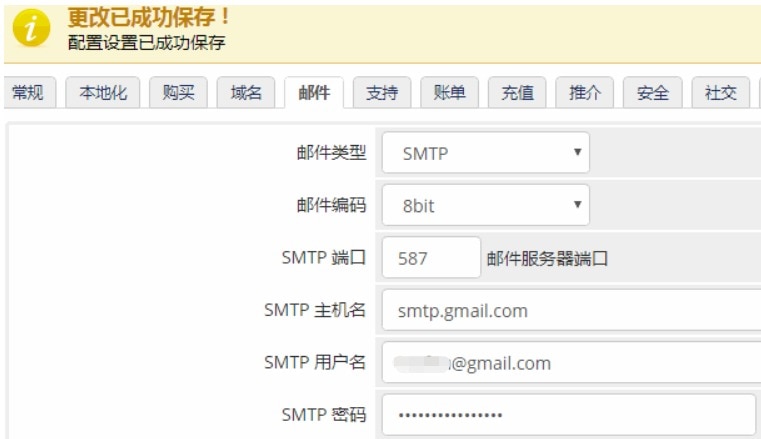 更改已成功保存！
配置设置已成功保存
常规 本地化 购买 域名 邮件 支持 账单 充值 推介 安全 社交
邮件类型 SMTP
邮件编码 8bit
SMTP 端口 587 邮件服务器端口
SMTP 主机名 smtp.gmail.com
SMTP 用户名 @gmail.com
SMTP 密码 ••••••••••••••••